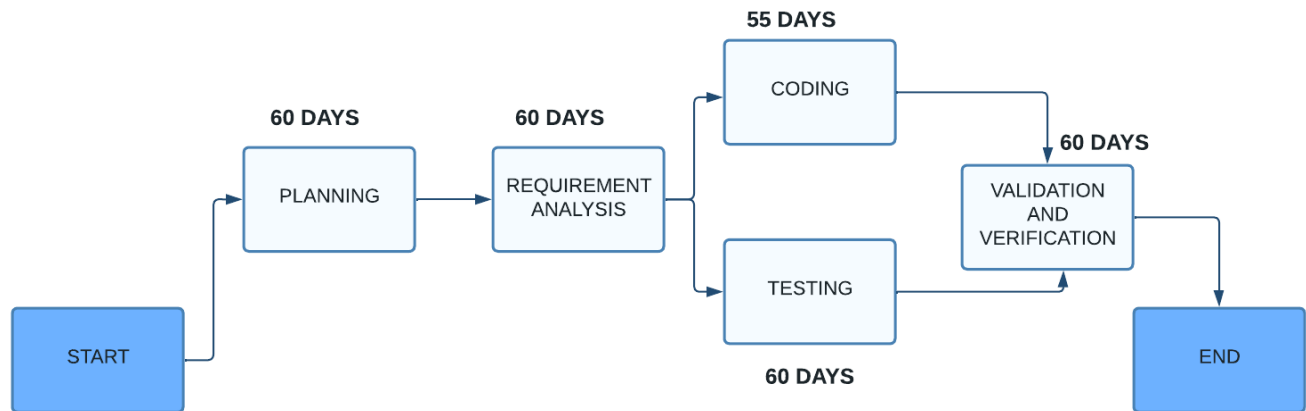 START
60 DAYS
PLANNING
60 DAYS
REQUIREMENT
ANALYSIS
55 DAYS
CODING
TESTING
60 DAYS
60 DAYS
VALIDATION
AND
VERIFICATION
END